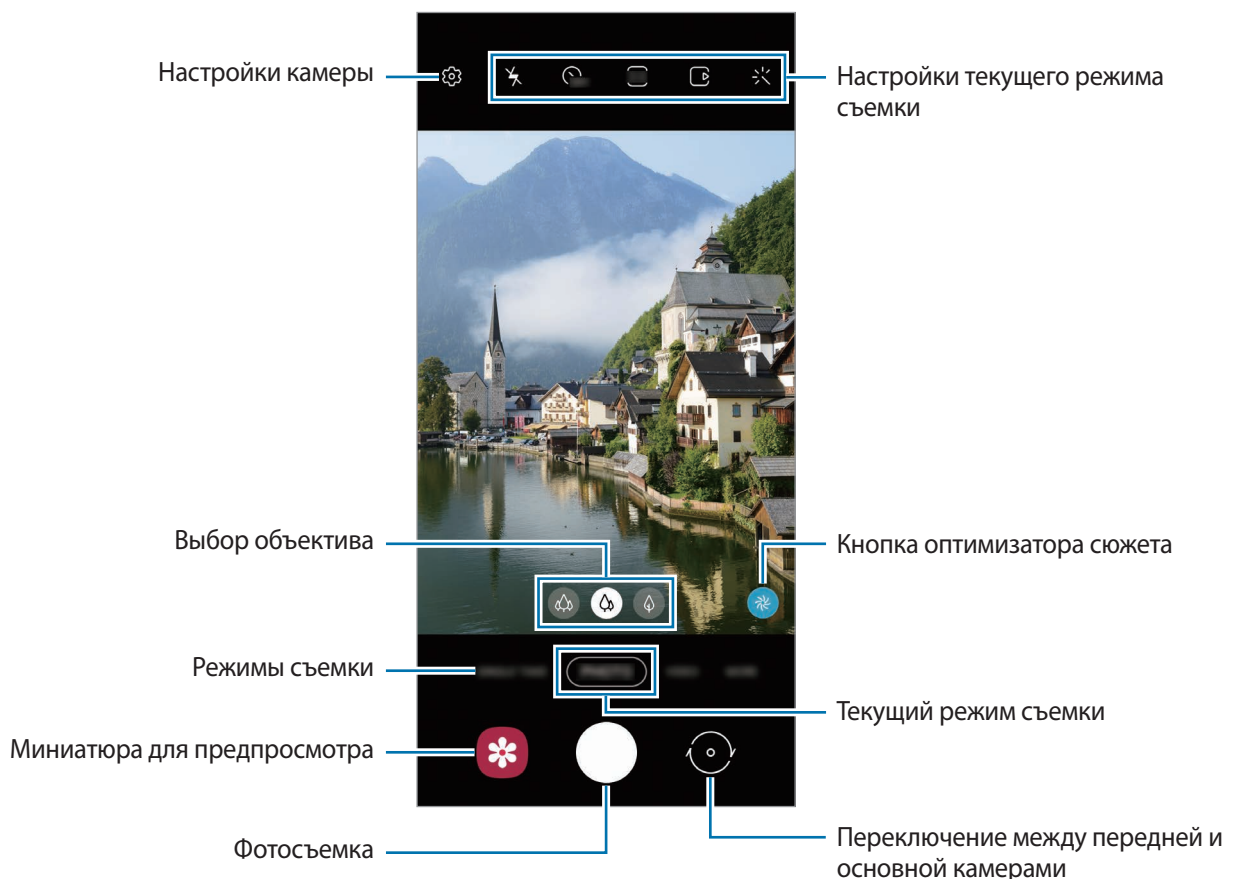 Настройки камеры
Настройки текущего режима
съемки
Выбор объектива
Кнопка оптимизатора сюжета
Режимы съемки
Текущий режим съемки
Миниатюра для предпросмотра
Фотосъемка
Переключение между передней и
основной камерами